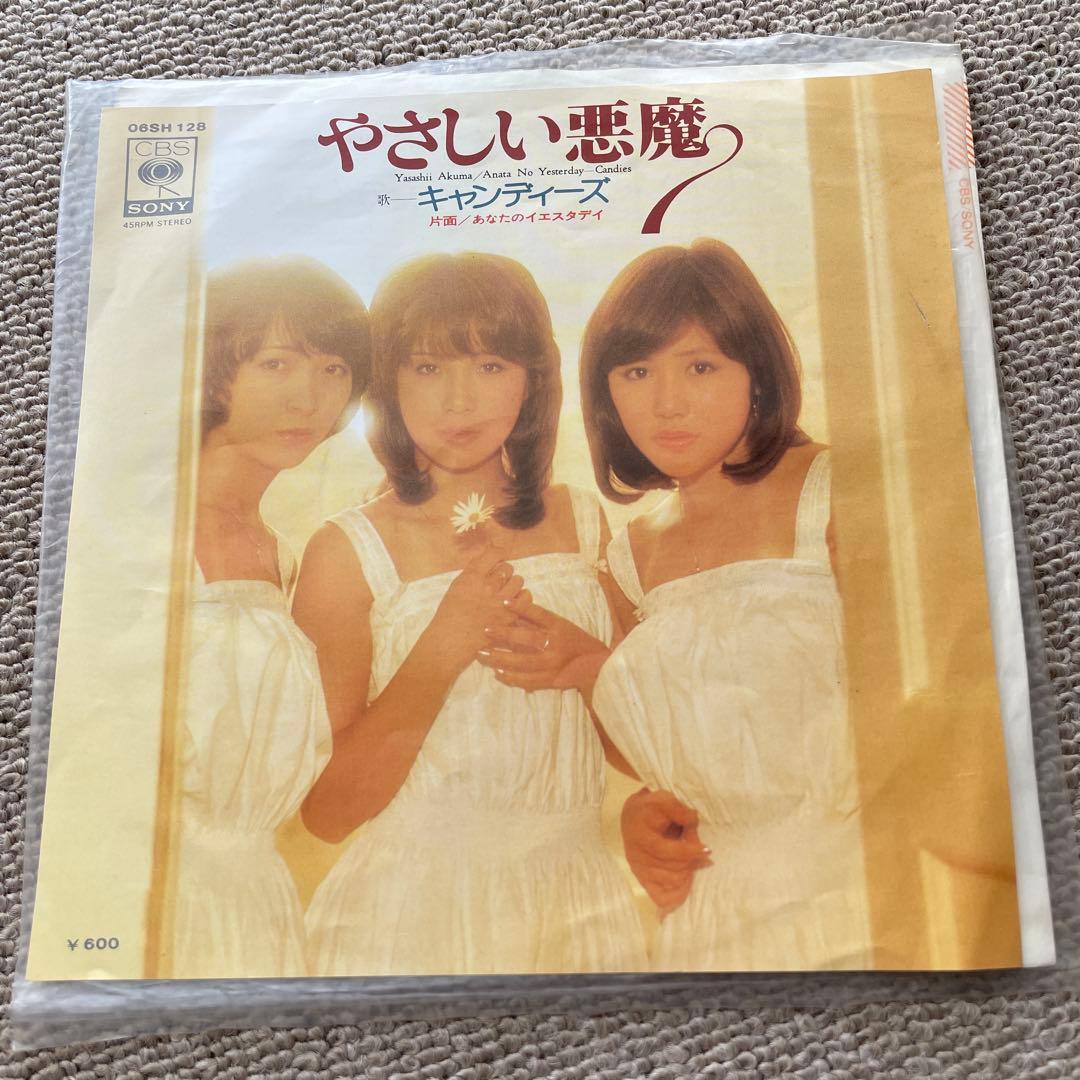 06SH 128
CBS
SONY
45RPM STEREO
やさしい悪魔
Yasashii Akuma/Anata No Yesterday—Candies
歌—キャンディーズ
片面/あなたのイエスタデイ
CBS/SONY
¥600